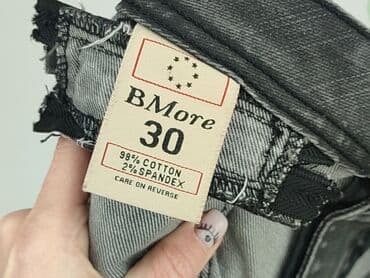 BMore
30
98% COTTON
2% SPANDEX
CARE ON REVERSE